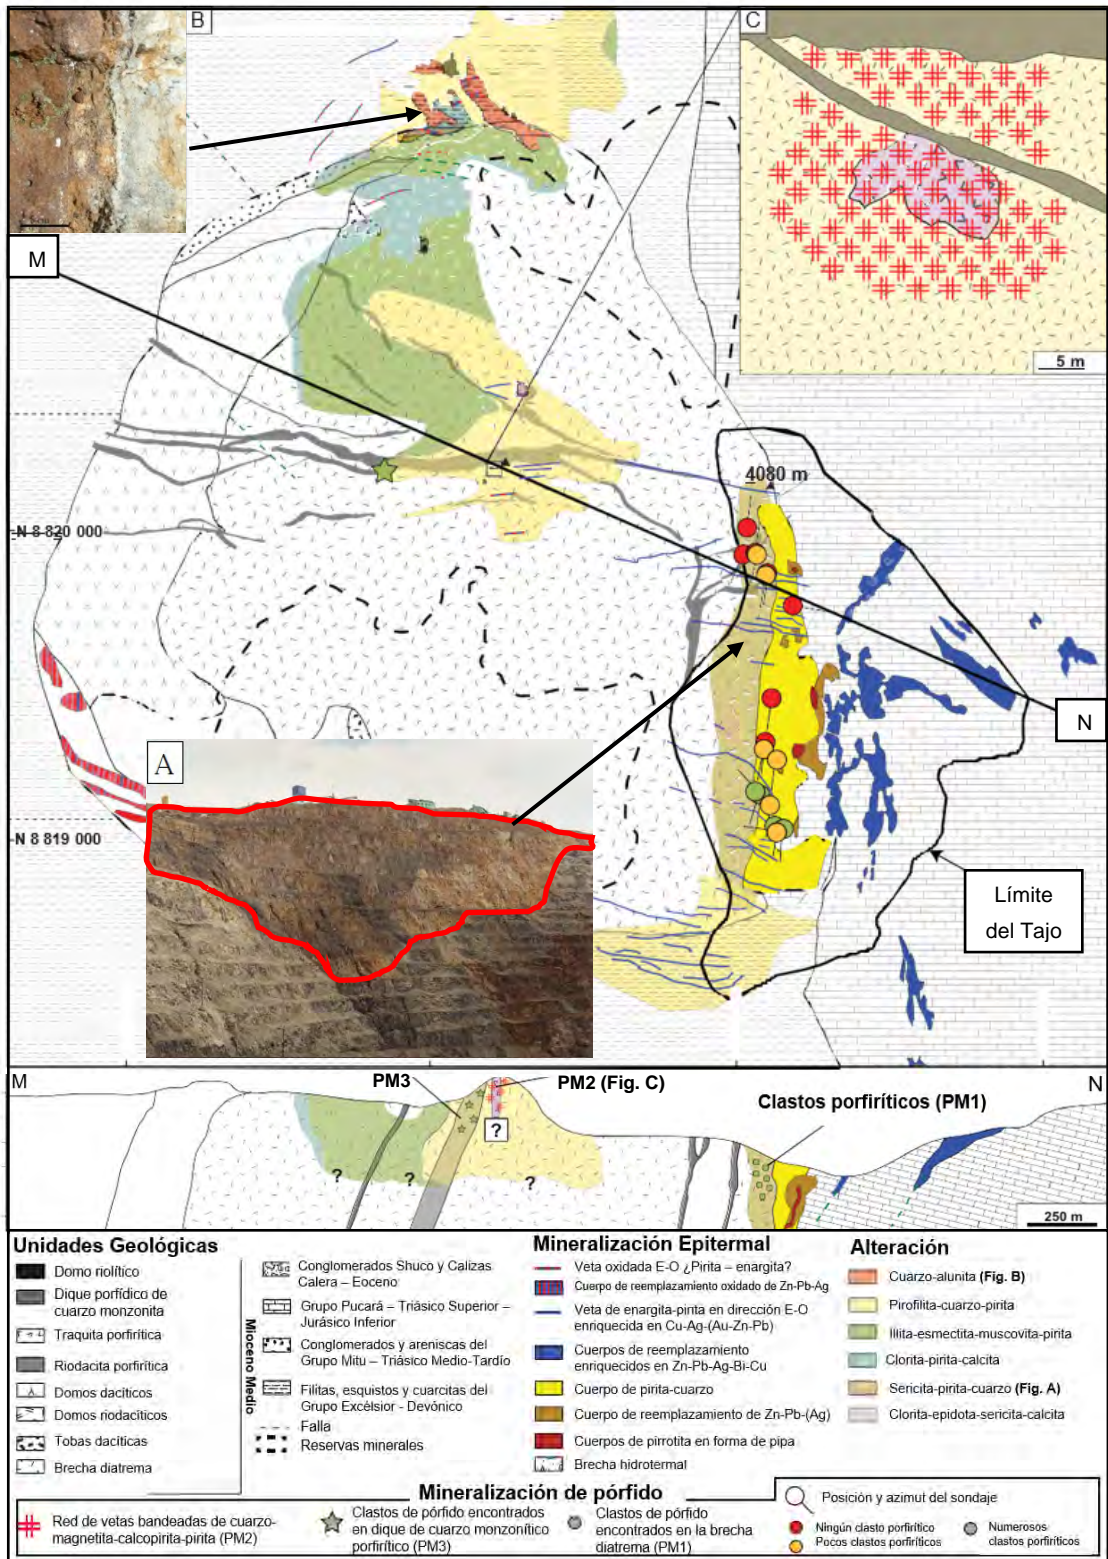 B
C
5 m
M
4080 m
N 8 820 000
N
A
N 8 819 000
Límite
del Tajo
M
PM3
PM2 (Fig. C)
N
Clastos porfiríticos (PM1)
?
?
?
?
250 m
Unidades Geológicas
Domo riolítico
Dique porfídico de
cuarzo monzonita
Traquita porfirítica
Riodacita porfirítica
Domos dacíticos
Domos riodacíticos
Tobas dacíticas
Brecha diatrema
Mioceno Medio
Conglomerados Shuco y Calizas
Calera – Eoceno
Grupo Pucará – Triásico Superior –
Jurásico Inferior
Conglomerados y areniscas del
Grupo Mitu – Triásico Medio-Tardío
Filitas, esquistos y cuarcitas del
Grupo Excélsior - Devónico
Falla
Reservas minerales
Mineralización Epitermal
Veta oxidada E-O ¿Pirita – enargita?
Cuerpo de reemplazamiento oxidado de Zn-Pb-Ag
Veta de enargita-pinta en dirección E-O
enriquecida en Cu-Ag-(Au-Zn-Pb)
Cuerpos de reemplazamiento
enriquecidos en Zn-Pb-Ag-Bi-Cu
Cuerpo de pirita-cuarzo
Cuerpo de reemplazamiento de Zn-Pb-(Ag)
Cuerpos de pirrotita en forma de pipa
Brecha hidrotermal
Alteración
Cuarzo-alunita (Fig. B)
Pirofilita-cuarzo-pirita
Illita-esmectita-muscovita-pirita
Clorita-pirita-calcita
Sericita-pirita-cuarzo (Fig. A)
Clorita-epidota-sericita-calcita
Mineralización de pórfido
Red de vetas bandeadas de cuarzo-
magnetita-calcopirita-pirita (PM2)
Clastos de pórfido encontrados
en dique de cuarzo monzonítico
porfirítico (PM3)
Clastos de pórfido
encontrados en la brecha
diatrema (PM1)
Posición y azimut del sondaje
Ningún clasto porfirítico
Pocos clastos porfiríticos
Numerosos
clastos porfiríticos